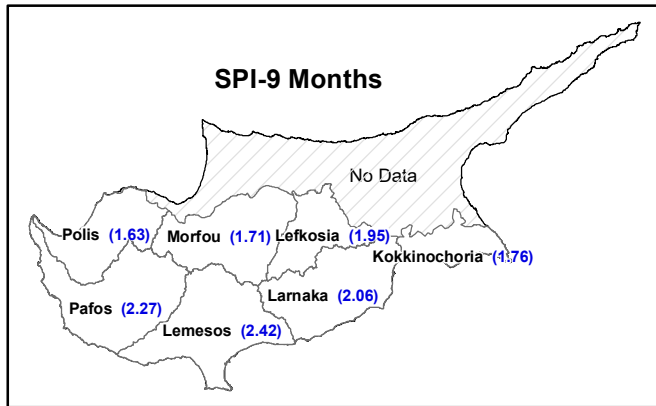 SPI-9 Months
No Data
Polis (1.63)
Morfou (1.71)
Lefkosia (1.95)
Kokkinochoria (1.76)
Pafos (2.27)
Lemesos (2.42)
Larnaka (2.06)